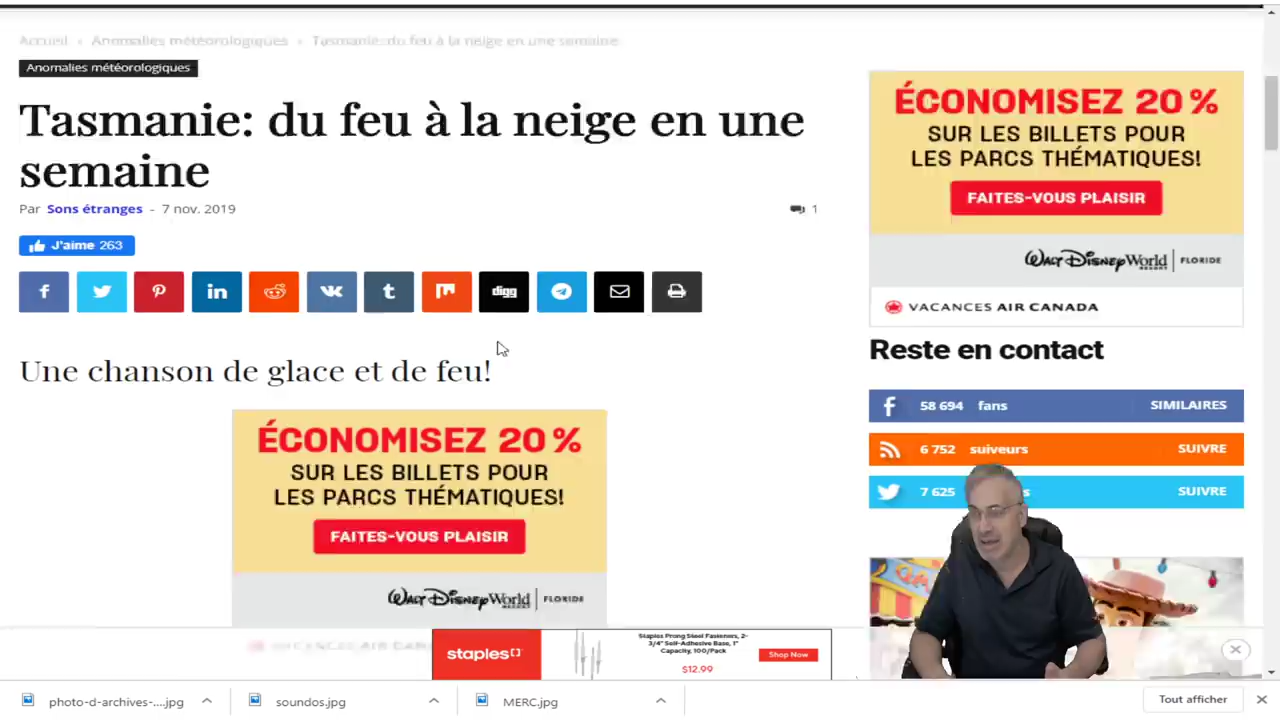 Accueil › Anomalies météorologiques › Tasmanie: du feu à la neige en une semaine
Anomalies météorologiques
Tasmanie: du feu à la neige en une
semaine
Par Sons étranges - 7 nov. 2019
1
J'aime 263
digg
Une chanson de glace et de feu!
ÉCONOMISEZ 20 %
SUR LES BILLETS POUR
LES PARCS THÉMATIQUES!
FAITES-VOUS PLAISIR
WALT DISNEY World
RESORT
FLORIDE
ÉCONOMISEZ 20 %
SUR LES BILLETS POUR
LES PARCS THÉMATIQUES!
FAITES-VOUS PLAISIR
WALT DISNEY World
RESORT
FLORIDE
VACANCES AIR CANADA
Reste en contact
58 694 fans SIMILAIRES
6 752 suiveurs SUIVRE
7 625 SUIVRE
staples
Staples Prong Steel Fasteners, 2-
3/4" Self-Adhesive Base, 1"
Capacity, 100/Pack
$12.99
Shop Now
photo-d-archives-....jpg
soundos.jpg
MERC.jpg
Tout afficher